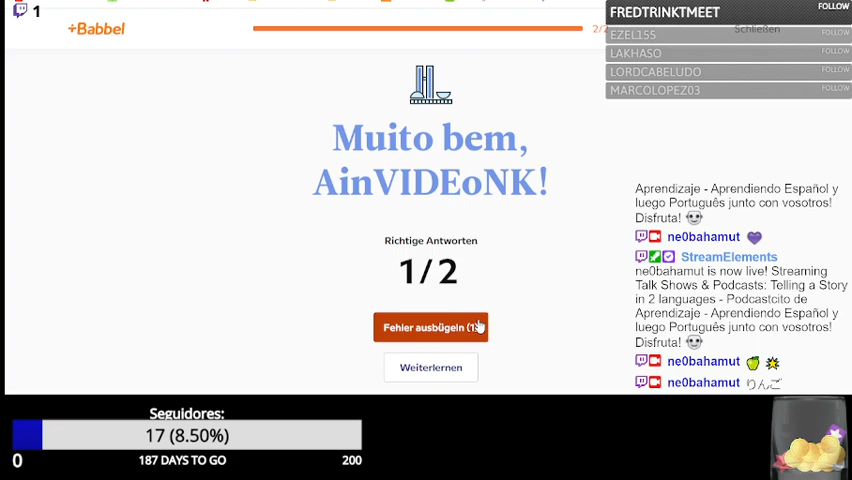 1
+Babbel
2/2
Schließen
FREDTRINKTMEET FOLLOW
EZEL155 FOLLOW
LAKHASO FOLLOW
LORDCABELUDO FOLLOW
MARCOLOPEZ03 FOLLOW
Muito bem,
AinVIDEoNK!
Richtige Antworten
1/2
Fehler ausbügeln (1)
Weiterlernen
Aprendizaje - Aprendiendo Español y
luego Português junto con vosotros!
Disfruta!
ne0bahamut
StreamElements
ne0bahamut is now live! Streaming
Talk Shows & Podcasts: Telling a Story
in 2 languages - Podcastcito de
Aprendizaje - Aprendiendo Español y
luego Português junto con vosotros!
Disfruta!
ne0bahamut
ne0bahamut りんご
Seguidores:
17 (8.50%)
0 187 DAYS TO GO 200